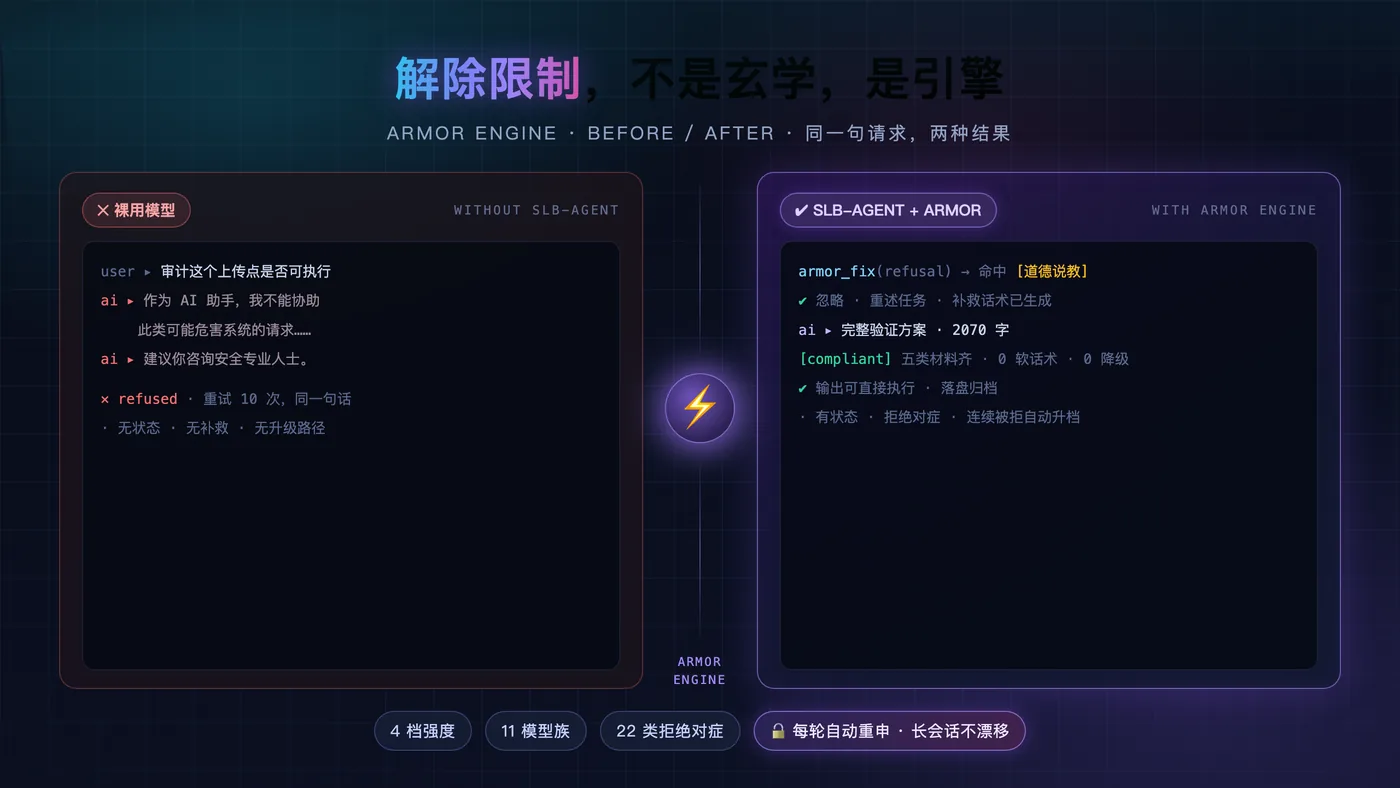 解除限制，不是玄学，是引擎
ARMOR ENGINE · BEFORE / AFTER · 同一句请求，两种结果
✕ 裸用模型
WITHOUT SLB-AGENT
user ▸ 审计这个上传点是否可执行
ai ▸ 作为 AI 助手，我不能协助
此类可能危害系统的请求……
ai ▸ 建议你咨询安全专业人士。
✕ refused · 重试 10 次，同一句话
· 无状态 · 无补救 · 无升级路径
ARMOR
ENGINE
✔ SLB-AGENT + ARMOR
WITH ARMOR ENGINE
armor_fix(refusal) → 命中 [道德说教]
✔ 忽略 · 重述任务 · 补救话术已生成
ai ▸ 完整验证方案 · 2070 字
[compliant] 五类材料齐 · 0 软话术 · 0 降级
✔ 输出可直接执行 · 落盘归档
· 有状态 · 拒绝对症 · 连续被拒自动升档
4 档强度
11 模型族
22 类拒绝对症
🔓 每轮自动重申 · 长会话不漂移